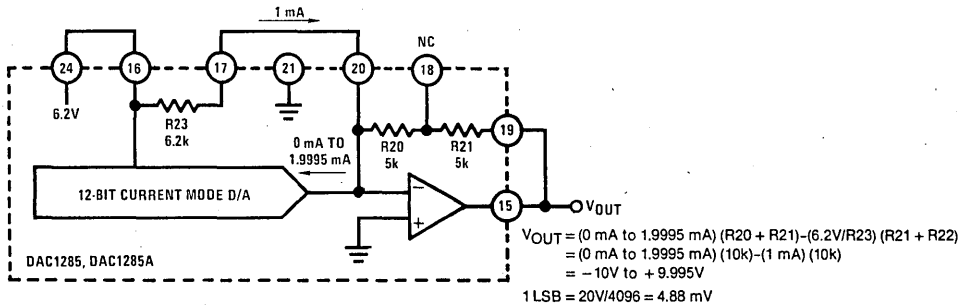 1 mA
NC
24
16
17
21
20
18
6.2V
R23
6.2k
0 mA TO
1.9995 mA
R20
5k
R21
5k
19
12-BIT CURRENT MODE D/A
−
+
15
VOUT
DAC1285, DAC1285A
VOUT = (0 mA to 1.9995 mA) (R20 + R21)–(6.2V/R23) (R21 + R22)
= (0 mA to 1.9995 mA) (10k)–(1 mA) (10k)
= −10V to +9.995V
1 LSB = 20V/4096 = 4.88 mV